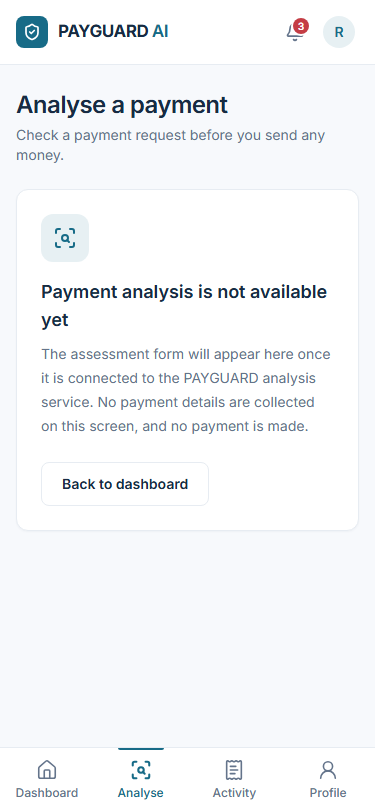 PAYGUARD AI
3
R
Analyse a payment
Check a payment request before you send any
money.
Payment analysis is not available
yet
The assessment form will appear here once
it is connected to the PAYGUARD analysis
service. No payment details are collected
on this screen, and no payment is made.
Back to dashboard
Dashboard
Analyse
Activity
Profile